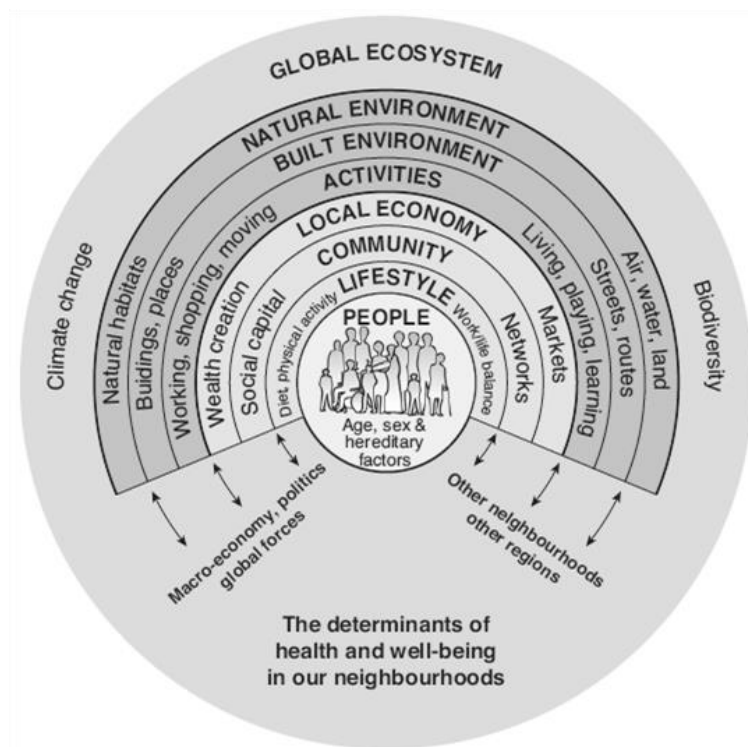 GLOBAL ECOSYSTEM
NATURAL ENVIRONMENT
BUILT ENVIRONMENT
ACTIVITIES
LOCAL ECONOMY
COMMUNITY
LIFESTYLE
PEOPLE
Age, sex &
hereditary
factors
Climate change
Natural habitats
Buidings, places
Working, shopping, moving
Wealth creation
Social capital
Diet, physical activity
Work/life balance
Networks
Markets
Living, playing, learning
Streets, routes
Air, water, land
Biodiversity
Macro-economy, politics
global forces
Other neighbourhoods
other regions
The determinants of
health and well-being
in our neighbourhoods